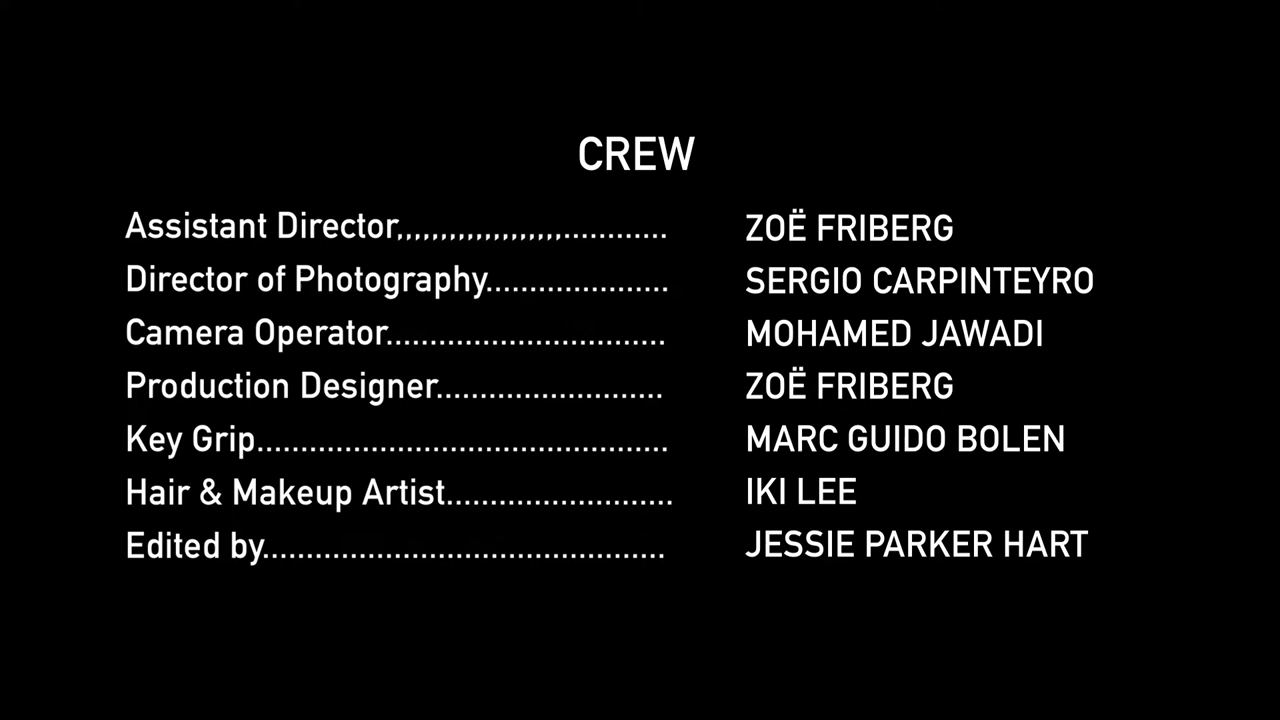 CREW
Assistant Director,,,,,,,,,,,,,,,,,,,............ ZOË FRIBERG
Director of Photography..................... SERGIO CARPINTEYRO
Camera Operator................................ MOHAMED JAWADI
Production Designer.......................... ZOË FRIBERG
Key Grip............................................... MARC GUIDO BOLEN
Hair & Makeup Artist.......................... IKI LEE
Edited by.............................................. JESSIE PARKER HART